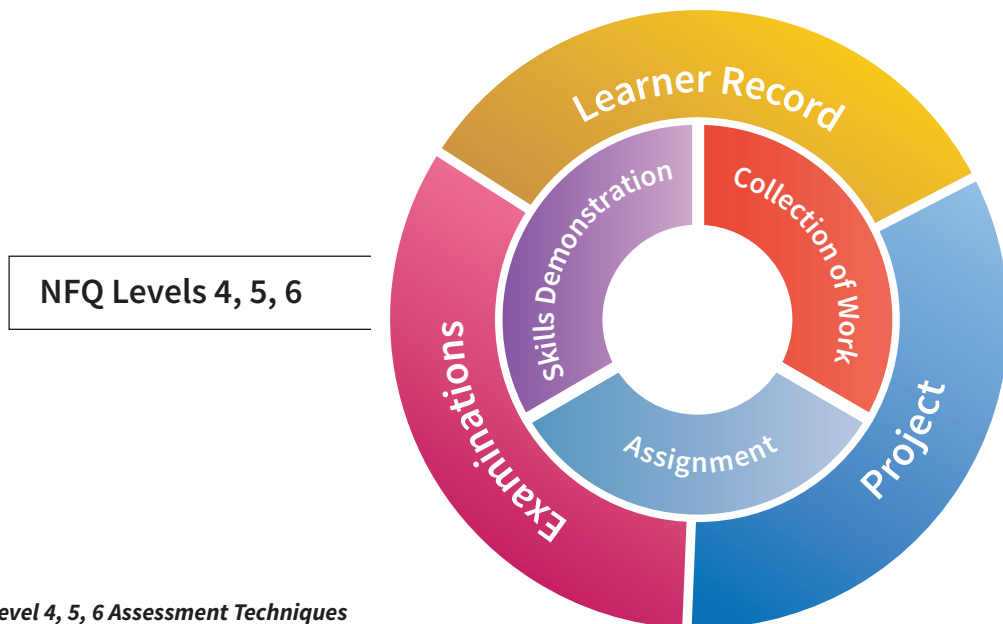 Learner Record
Skills Demonstration
Collection of Work
NFQ Levels 4, 5, 6
Examinations
Assignment
Project
evel 4, 5, 6 Assessment Techniques